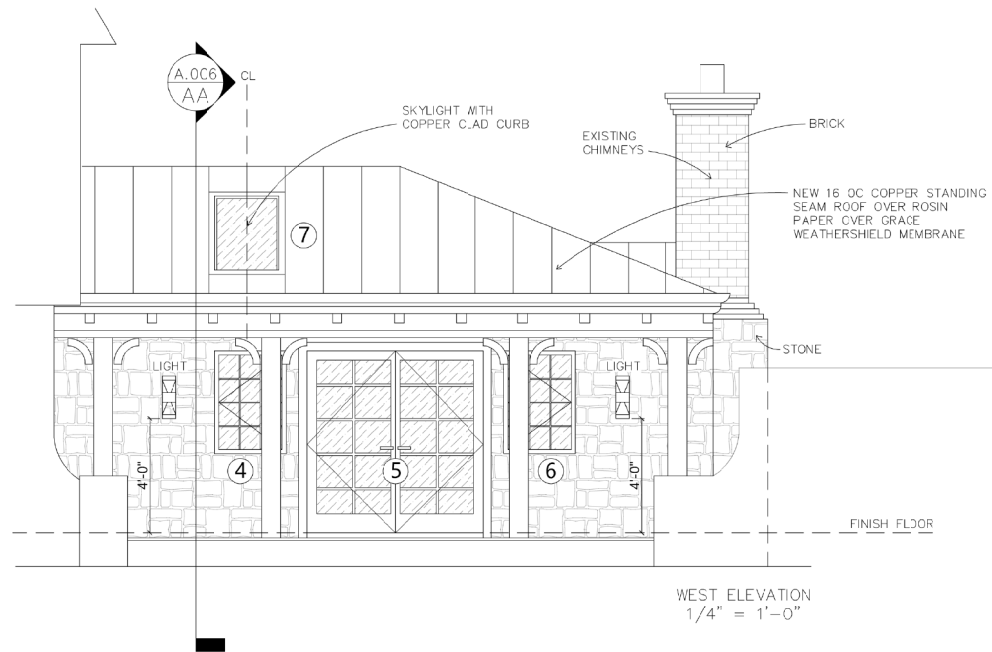 A.006
AA
CL
SKYLIGHT WITH
COPPER CLAD CURB
EXISTING
CHIMNEYS
BRICK
NEW 16 OC COPPER STANDING
SEAM ROOF OVER ROSIN
PAPER OVER GRACE
WEATHERSHIELD MEMBRANE
7
STONE
LIGHT
LIGHT
4'-0"
4
5
6
4'-0"
FINISH FLOOR
WEST ELEVATION
1/4" = 1'-0"